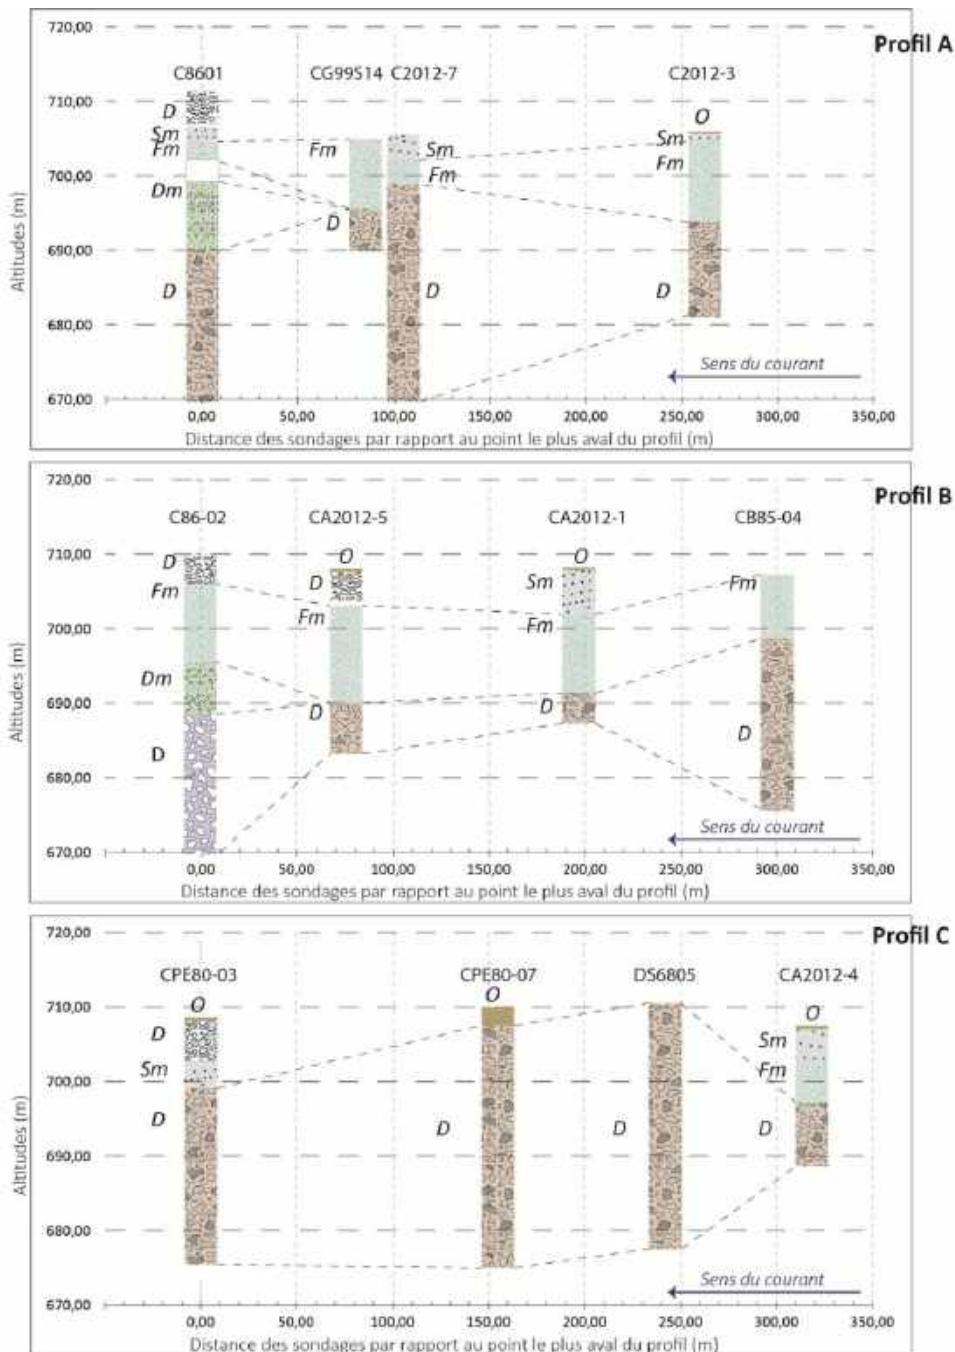 720,00
Profil A
C8601 CG99S14 C2012-7 C2012-3
710,00
D O
Sm Sm
Fm Fm Sm Fm
700,00
Dm Fm
D
690,00
D D D
680,00
Sens du courant
670,00
0,00 50,00 100,00 150,00 200,00 250,00 300,00 350,00
Altitudes (m)
Distance des sondages par rapport au point le plus aval du profil (m)
720,00
Profil B
C86-02 CA2012-5 CA2012-1 CB85-04
710,00
D O O
D Sm Fm
Fm Fm Fm
700,00
Dm
690,00
D D
D D
680,00
Sens du courant
670,00
0,00 50,00 100,00 150,00 200,00 250,00 300,00 350,00
Altitudes (m)
Distance des sondages par rapport au point le plus aval du profil (m)
720,00
Profil C
CPE80-03 CPE80-07 DS6805 CA2012-4
710,00
O O O
D Sm
Sm Fm
700,00
D D D D
690,00
680,00
Sens du courant
670,00
0,00 50,00 100,00 150,00 200,00 250,00 300,00 350,00
Altitudes (m)
Distance des sondages par rapport au point le plus aval du profil (m)